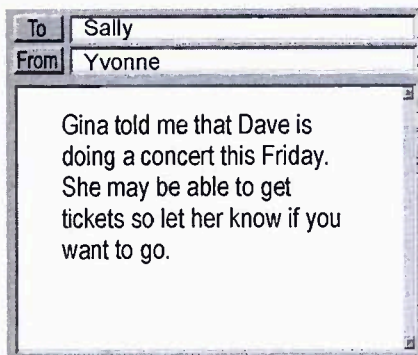 To Sally
From Yvonne
Gina told me that Dave is
doing a concert this Friday.
She may be able to get
tickets so let her know if you
want to go.